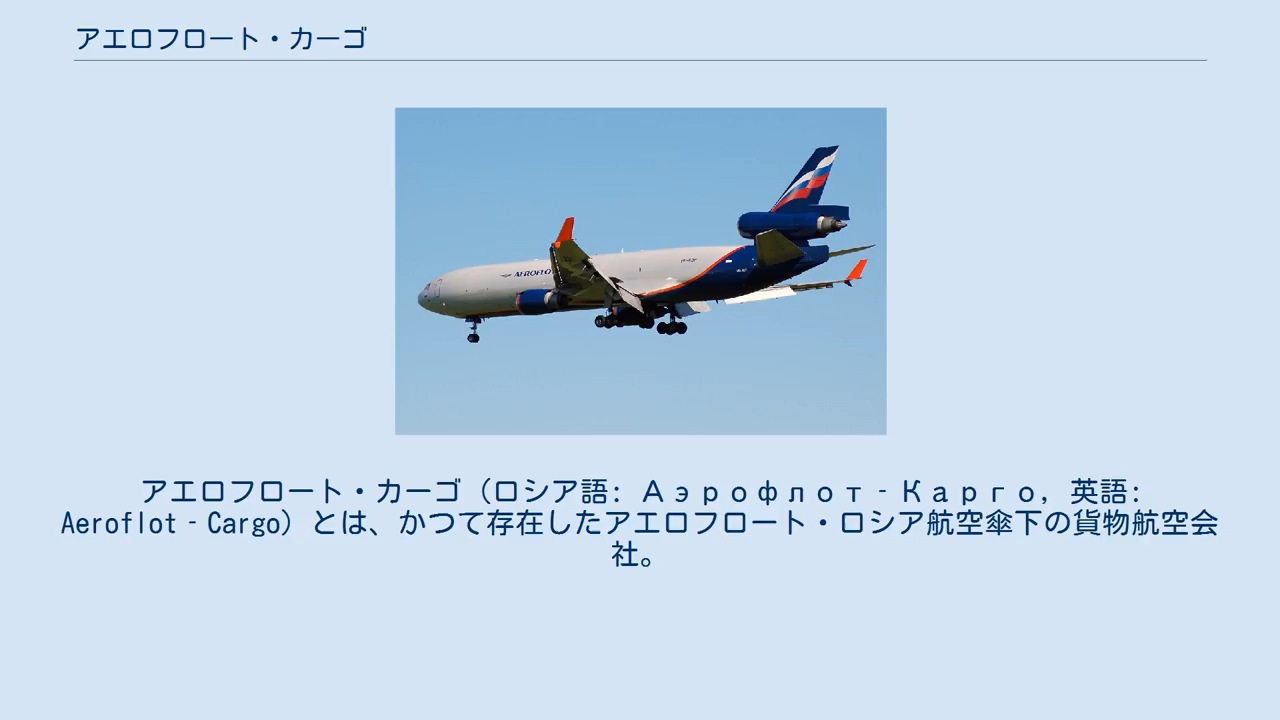 アエロフロート・カーゴ
AEROFLO
アエロフロート・カーゴ（ロシア語: Аэрофлот‐Карго, 英語:
Aeroflot‐Cargo）とは、かつて存在したアエロフロート・ロシア航空傘下の貨物航空会
社。